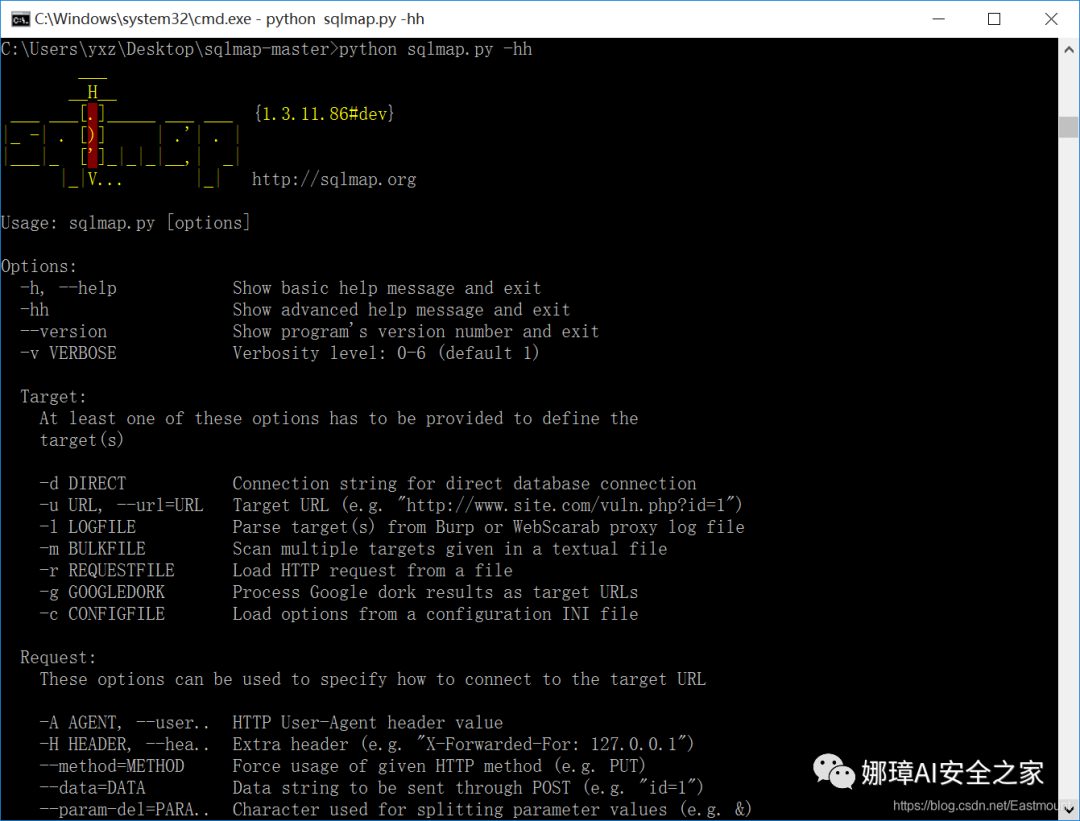 C:\Windows\system32\cmd.exe - python  sqlmap.py -hh
C:\Users\yxz\Desktop\sqlmap-master>python sqlmap.py -hh
{1.3.11.86#dev}
http://sqlmap.org
Usage: sqlmap.py [options]
Options:
-h, --help            Show basic help message and exit
-hh                   Show advanced help message and exit
--version             Show program's version number and exit
-v VERBOSE            Verbosity level: 0-6 (default 1)
Target:
At least one of these options has to be provided to define the
target(s)
-d DIRECT           Connection string for direct database connection
-u URL, --url=URL   Target URL (e.g. "http://www.site.com/vuln.php?id=1")
-l LOGFILE          Parse target(s) from Burp or WebScarab proxy log file
-m BULKFILE         Scan multiple targets given in a textual file
-r REQUESTFILE      Load HTTP request from a file
-g GOOGLEDORK       Process Google dork results as target URLs
-c CONFIGFILE       Load options from a configuration INI file
Request:
These options can be used to specify how to connect to the target URL
-A AGENT, --user..  HTTP User-Agent header value
-H HEADER, --hea..  Extra header (e.g. "X-Forwarded-For: 127.0.0.1")
--method=METHOD     Force usage of given HTTP method (e.g. PUT)
--data=DATA         Data string to be sent through POST (e.g. "id=1")
--param-del=PARA..  Character used for splitting parameter values (e.g. &)
娜璋AI安全之家
https://blog.csdn.net/Eastmount